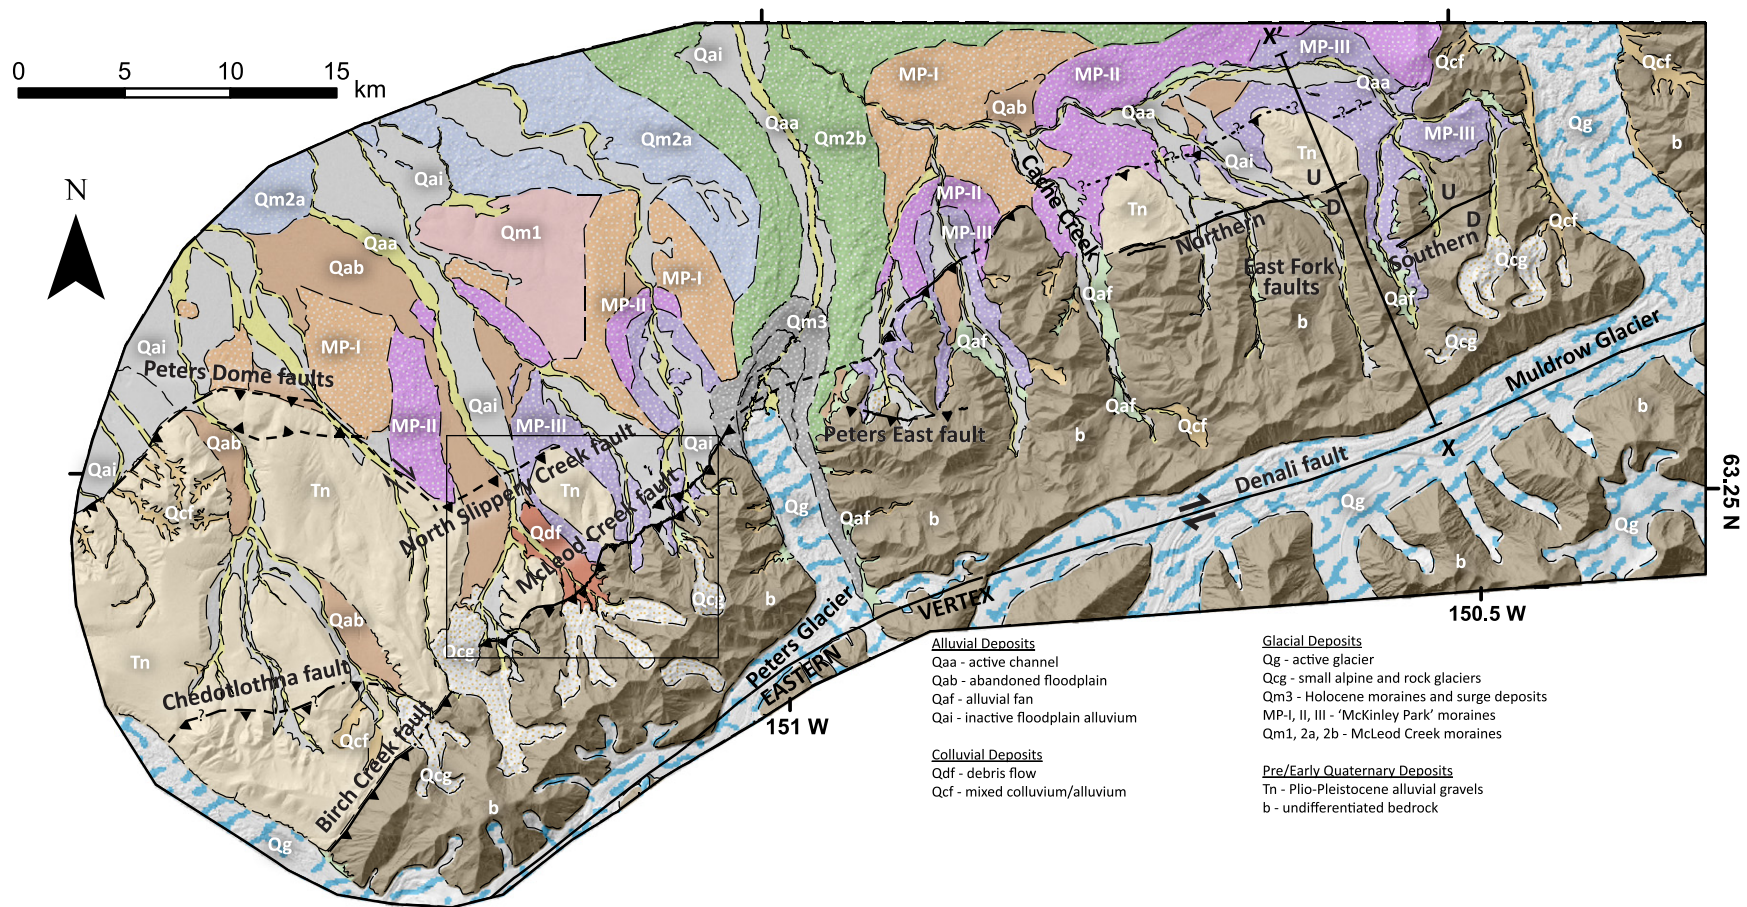 0 5 10 15
km
N
Qai
Qaa
Qm2b
Qm2a
Qai
Qm2a
Qaa
Qm1
Qab
MP-I
MP-I
MP-II
Qm3
Qai
Peters Dome faults
MP-II
Qai
MP-III
Qai
Qab
Qai
Tn
Qcf
North Slippery Creek fault
Tn
Qdf
McLeod Creek fault
Qg
Qaf
Qcg
b
Qab
Qcg
Tn
Chedotlothna fault
?
?
Qcf
Birch Creek fault
Qcg
b
Qg
Peters Glacier
EASTERN
VERTEX
151 W
MP-I
MP-II
X'
MP-III
Qcf
Qcf
Qab
Qaa
Qaa
Qg
b
MP-III
?
?
?
Tn
Qai
Cache Creek
MP-II
MP-III
Tn
U
D
U
D
Northern
Southern
East Fork
faults
Qcf
Qcg
Qaf
Qaf
b
Qaf
Qcg
Muldrow Glacier
Peters East fault
Qaf
Qcf
b
b
X
Denali fault
Qg
b
Qg
b
63.25 N
150.5 W
Alluvial Deposits
Qaa - active channel
Qab - abandoned floodplain
Qaf - alluvial fan
Qai - inactive floodplain alluvium
Colluvial Deposits
Qdf - debris flow
Qcf - mixed colluvium/alluvium
Glacial Deposits
Qg - active glacier
Qcg - small alpine and rock glaciers
Qm3 - Holocene moraines and surge deposits
MP-I, II, III - ‘McKinley Park’ moraines
Qm1, 2a, 2b - McLeod Creek moraines
Pre/Early Quaternary Deposits
Tn - Plio-Pleistocene alluvial gravels
b - undifferentiated bedrock